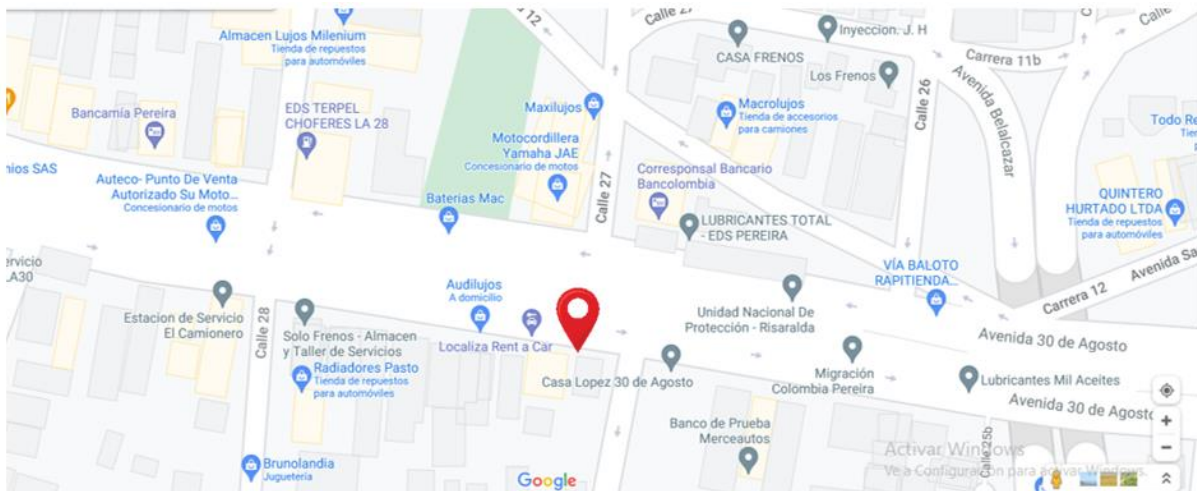 Calle 27
Calle
12
Inyeccion. J. H
Almacen Lujos Milenium
Tienda de repuestos
para automóviles
CASA FRENOS
Carrera 11b
Los Frenos
Bancamía Pereira
EDS TERPEL
CHOFERES LA 28
Maxilujos
Macrolujos
Tienda de accesorios
para camiones
Calle 26
Avenida Belalcazar
Todo Re
Motocordillera
Yamaha JAE
Concesionario de motos
nios SAS
Auteco- Punto De Venta
Autorizado Su Moto...
Concesionario de motos
Corresponsal Bancario
Bancolombia
QUINTERO
HURTADO LTDA
Tienda de repuestos
para automóviles
Baterias Mac
Calle 27
LUBRICANTES TOTAL
- EDS PEREIRA
ervicio
LA30
VÍA BALOTO
RAPITIENDA...
Avenida Sa
Carrera 12
Audilujos
A domicilio
Estacion de Servicio
El Camionero
Calle 28
Solo Frenos - Almacen
y Taller de Servicios
Localiza Rent a Car
Unidad Nacional De
Protección - Risaralda
Avenida 30 de Agosto
Radiadores Pasto
Tienda de repuestos
para automóviles
Casa Lopez 30 de Agosto
Migración
Colombia Pereira
Lubricantes Mil Aceites
Avenida 30 de Agosto
Banco de Prueba
Merceautos
Calle 25b
Activar Windows
Ve a Configuración para activar Windows.
Brunolandia
Juguetería
Google